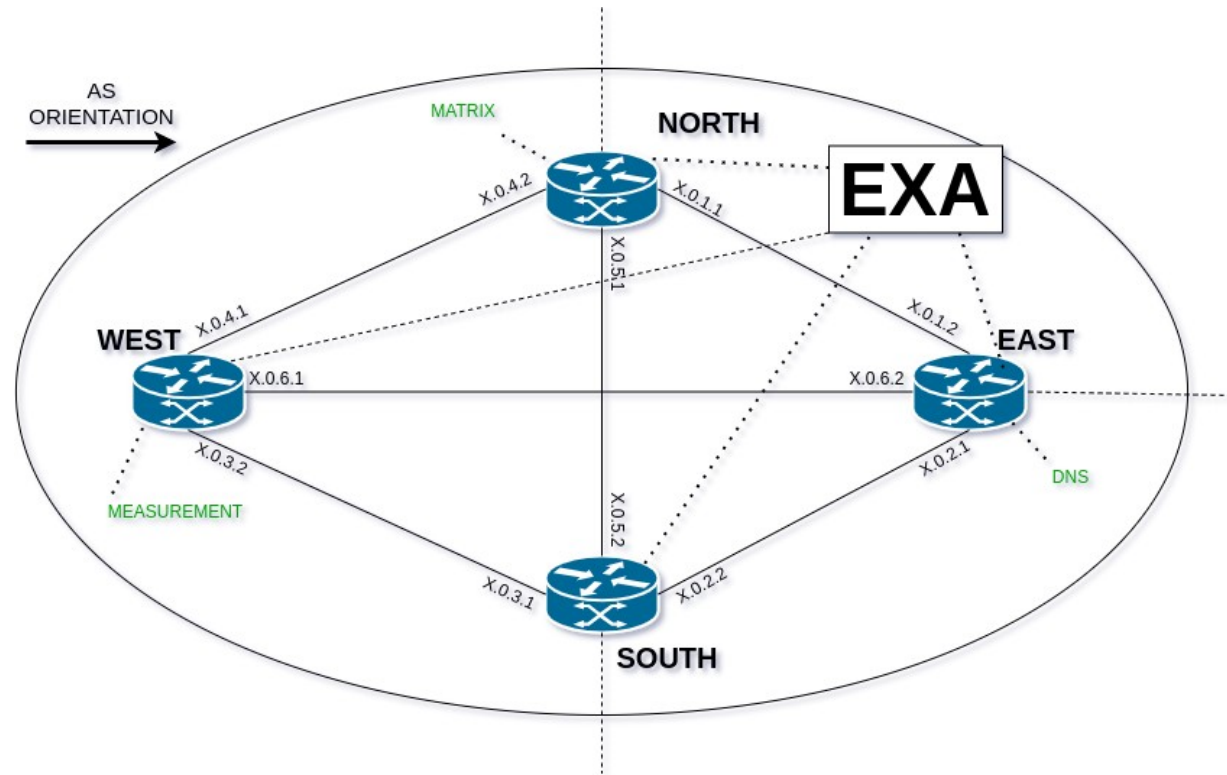 AS
ORIENTATION
MATRIX
NORTH
EXA
X.0.4.2
X.0.1.1
X.0.5.1
X.0.4.1
X.0.1.2
WEST
EAST
X.0.6.1
X.0.6.2
X.0.3.2
X.0.2.1
DNS
MEASUREMENT
X.0.5.2
X.0.3.1
X.0.2.2
SOUTH